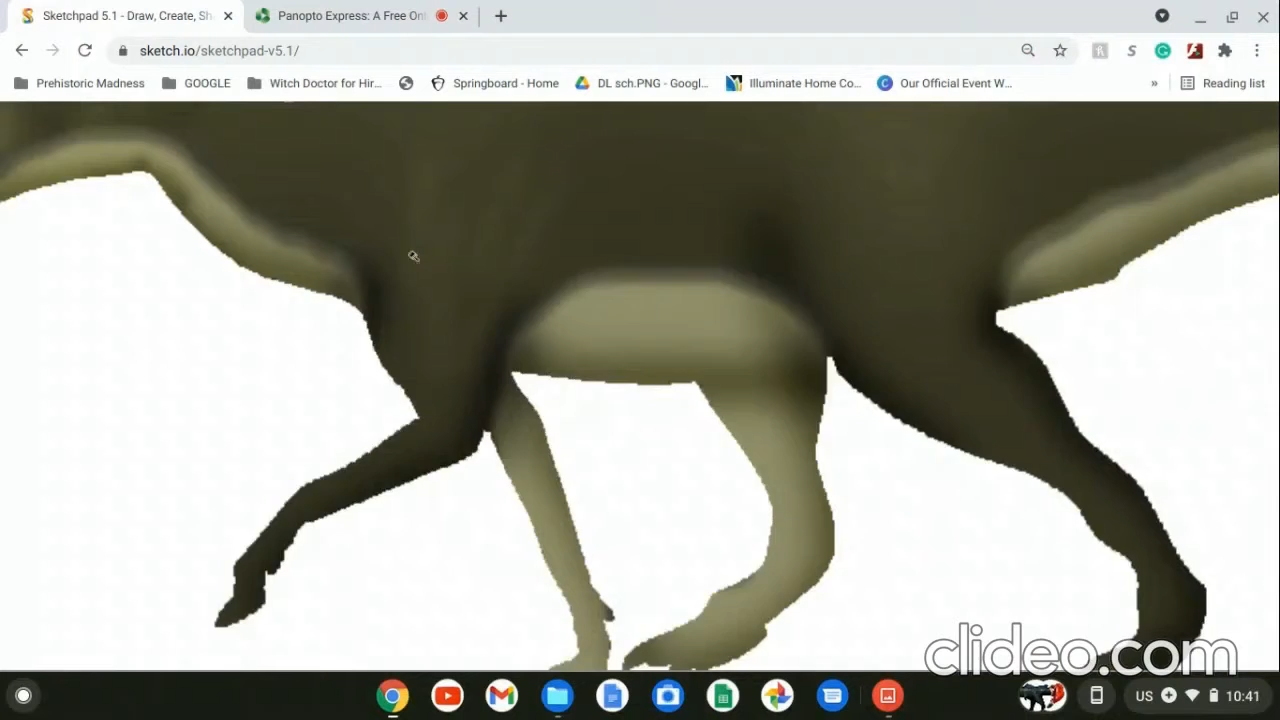 Sketchpad 5.1 - Draw, Create, Sh
Panopto Express: A Free Onl
sketch.io/sketchpad-v5.1/
Prehistoric Madness
GOOGLE
Witch Doctor for Hir...
Springboard - Home
DL sch.PNG - Googl...
Illuminate Home Co...
Our Official Event W...
»
Reading list
clideo.com
US
10:41